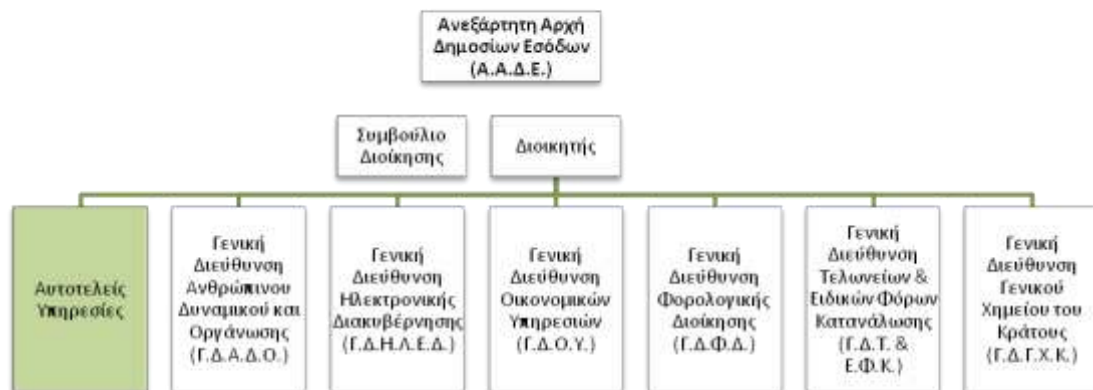 Ανεξάρτητη Αρχή
Δημοσίων Εσόδων
(Α.Α.Δ.Ε.)
Συμβούλιο
Διοίκησης
Διοικητής
Αυτοτελείς
Υπηρεσίες
Γενική
Διεύθυνση
Ανθρώπινου
Δυναμικού και
Οργάνωσης
(Γ.Δ.Α.Δ.Ο.)
Γενική
Διεύθυνση
Ηλεκτρονικής
Διακυβέρνησης
(Γ.Δ.Η.Λ.Ε.Δ.)
Γενική
Διεύθυνση
Οικονομικών
Υπηρεσιών
(Γ.Δ.Ο.Υ.)
Γενική
Διεύθυνση
Φορολογικής
Διοίκησης
(Γ.Δ.Φ.Δ.)
Γενική
Διεύθυνση
Τελωνείων &
Ειδικών Φόρων
Κατανάλωσης
(Γ.Δ.Τ. &
Ε.Φ.Κ.)
Γενική
Διεύθυνση
Γενικού
Χημείου του
Κράτους
(Γ.Δ.Γ.Χ.Κ.)